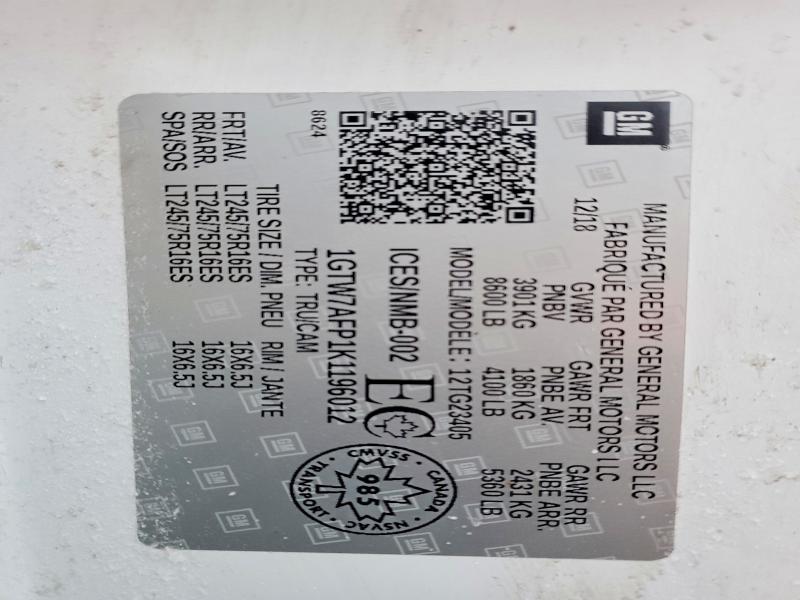 GM
MANUFACTURED BY GENERAL MOTORS LLC
FABRIQUÉ PAR GENERAL MOTORS LLC
12/18 GVWR GAWR FRT GAWR RR
PNBV PNBE AV. PNBE ARR.
3901 KG 1860 KG 2431 KG
8600 LB 4100 LB 5360 LB
MODEL/MODELE: 12TG23405
ICES/NMB-002 EC
CMVSS · CANADA · NSVAC · TRANSPORT
985
1GTW7AFP1K1196012
8624 TYPE: TRU/CAM
TIRE SIZE / DIM. PNEU RIM / JANTE
FRT/AV. LT245/75R16ES 16X6.5J
RR/ARR. LT245/75R16ES 16X6.5J
SPA/SOS LT245/75R16ES 16X6.5J